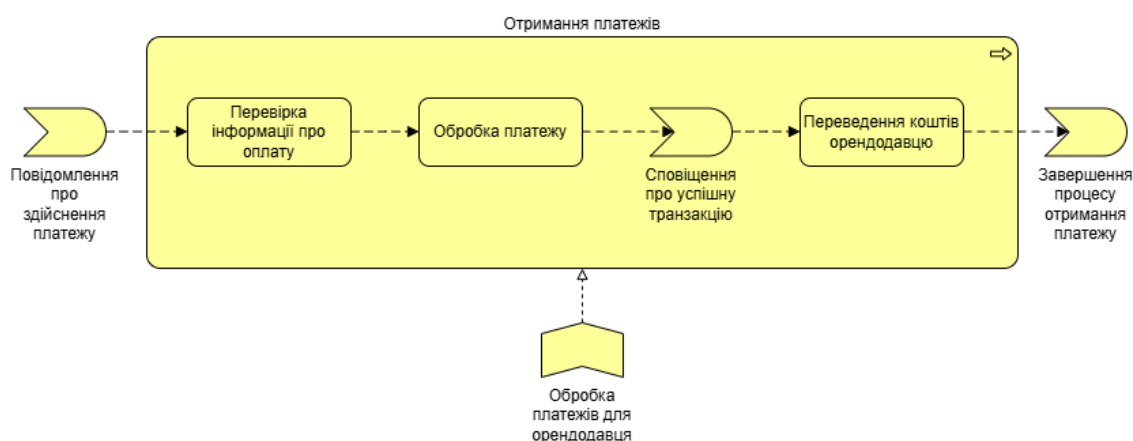 Отримання платежів
Перевірка
інформації про
оплату
Обробка платежу
Переведення коштів
орендодавцю
Повідомлення
про
здійснення
платежу
Сповіщення
про успішну
транзакцію
Завершення
процесу
отримання
платежу
Обробка
платежів для
орендодавця